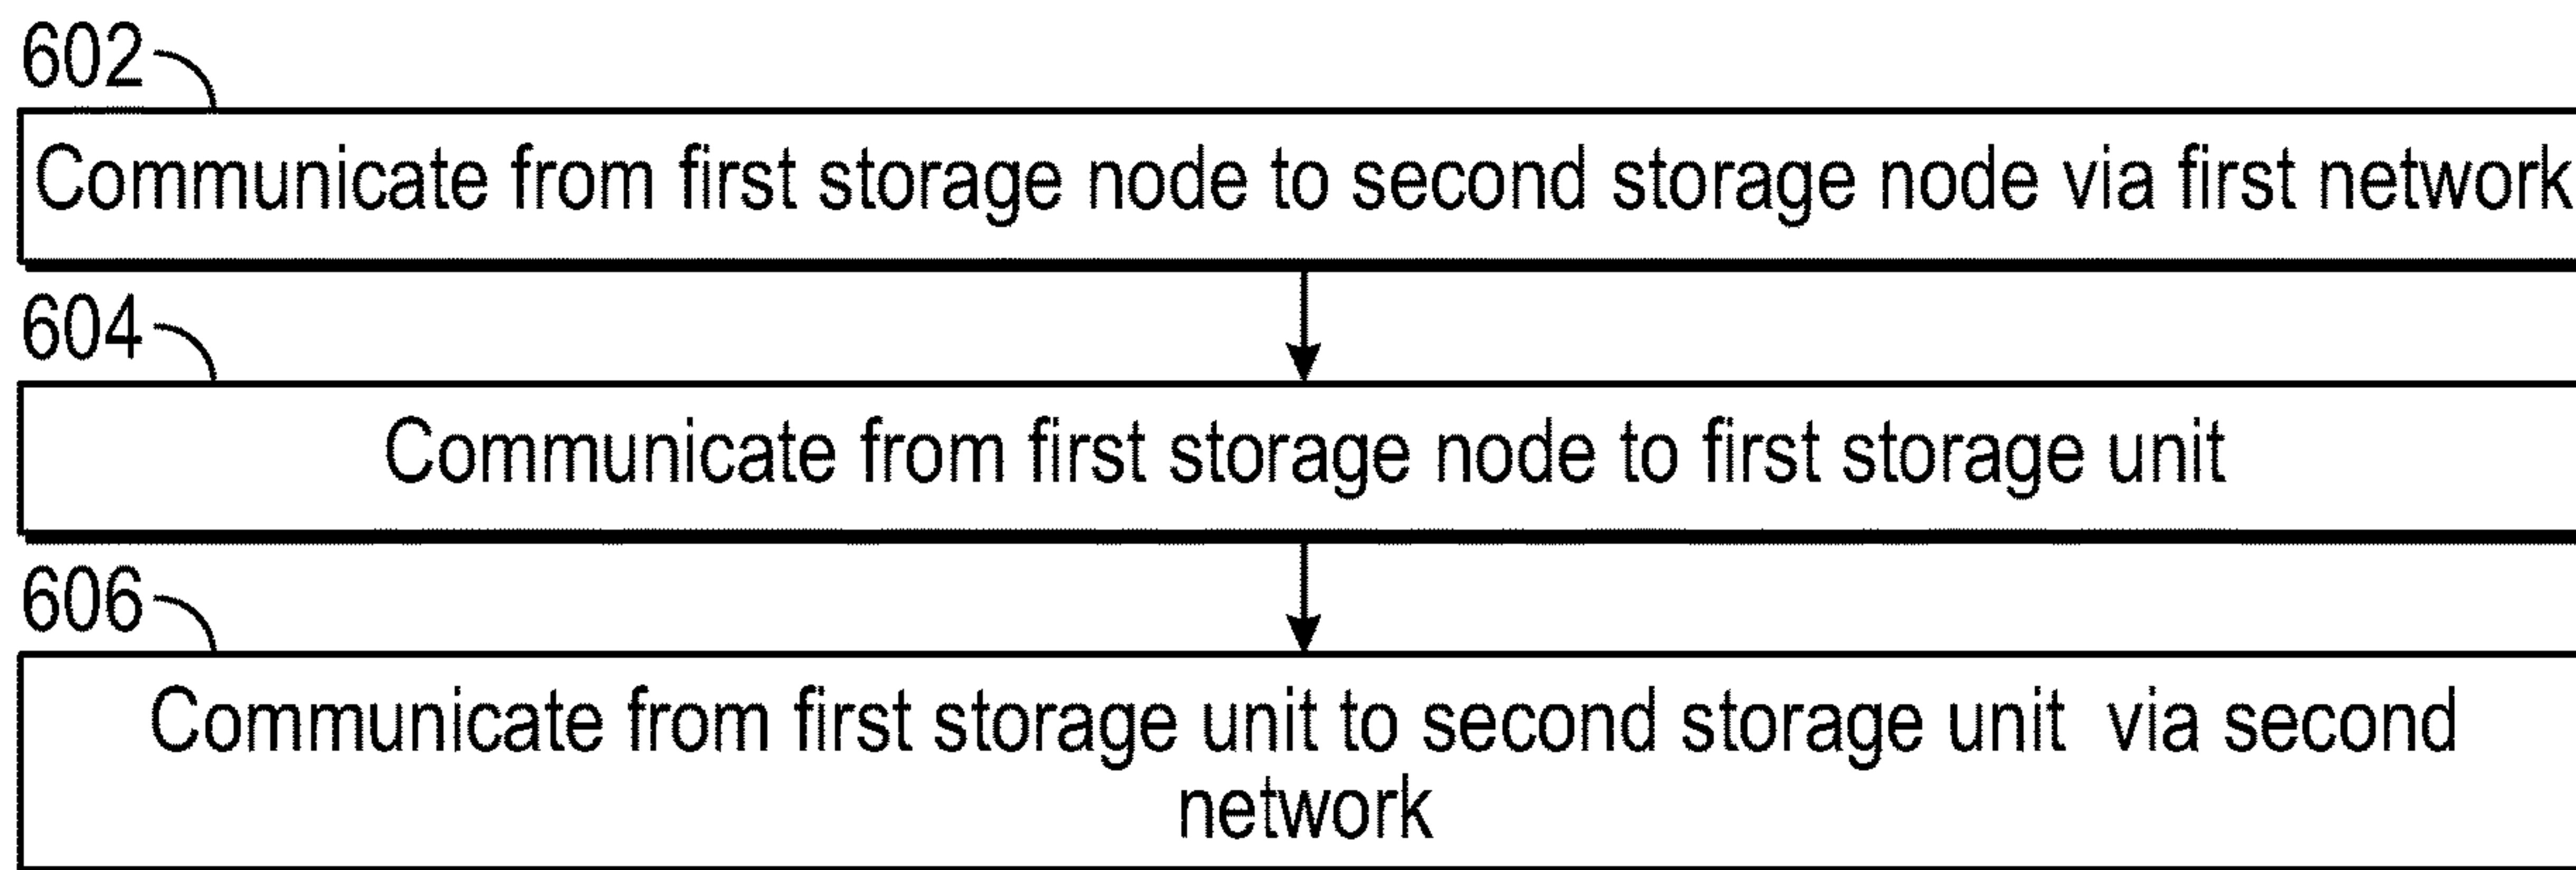 602
Communicate from first storage node to second storage node via first network
604
Communicate from first storage node to first storage unit
606
Communicate from first storage unit to second storage unit via second
network